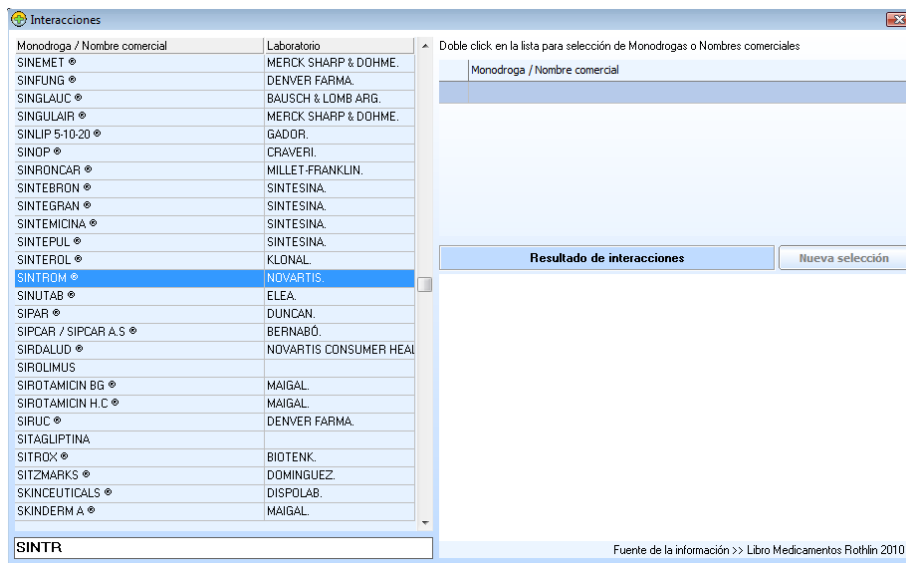 Interacciones
Monodroga / Nombre comercial Laboratorio
SINEMET ® MERCK SHARP & DOHME.
SINFUNG ® DENVER FARMA.
SINGLAUC ® BAUSCH & LOMB ARG.
SINGULAIR ® MERCK SHARP & DOHME.
SINLIP 5-10-20 ® GADOR.
SINOP ® CRAVERI.
SINRONCAR ® MILLET-FRANKLIN.
SINTEBRON ® SINTESINA.
SINTEGRAN ® SINTESINA.
SINTEMICINA ® SINTESINA.
SINTEPUL ® SINTESINA.
SINTEROL ® KLONAL.
SINTROM ® NOVARTIS.
SINUTAB ® ELEA.
SIPAR ® DUNCAN.
SIPCAR / SIPCAR A.S ® BERNABÓ.
SIRDALUD ® NOVARTIS CONSUMER HEAL
SIROLIMUS
SIROTAMICIN BG ® MAIGAL.
SIROTAMICIN H.C ® MAIGAL.
SIRUC ® DENVER FARMA.
SITAGLIPTINA
SITROX ® BIOTENK.
SITZMARKS ® DOMINGUEZ.
SKINCEUTICALS ® DISPOLAB.
SKINDERM A ® MAIGAL.
SINTR
Doble click en la lista para selección de Monodrogas o Nombres comerciales
Monodroga / Nombre comercial
Resultado de interacciones Nueva selección
Fuente de la información >> Libro Medicamentos Rothlin 2010